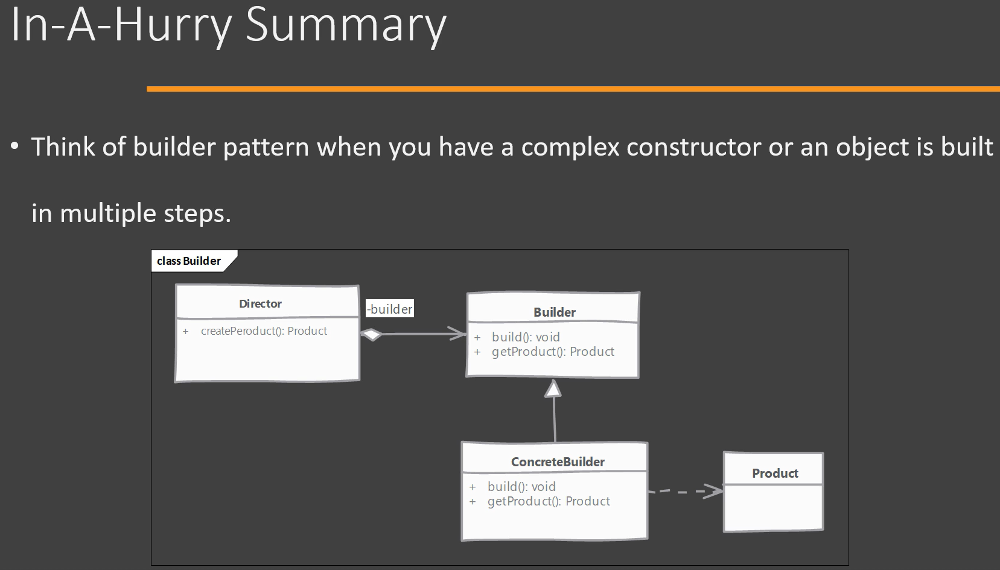 In-A-Hurry Summary
• Think of builder pattern when you have a complex constructor or an object is built
in multiple steps.
class Builder
Director
+ createPeroduct(): Product
-builder
Builder
+ build(): void
+ getProduct(): Product
ConcreteBuilder
+ build(): void
+ getProduct(): Product
Product